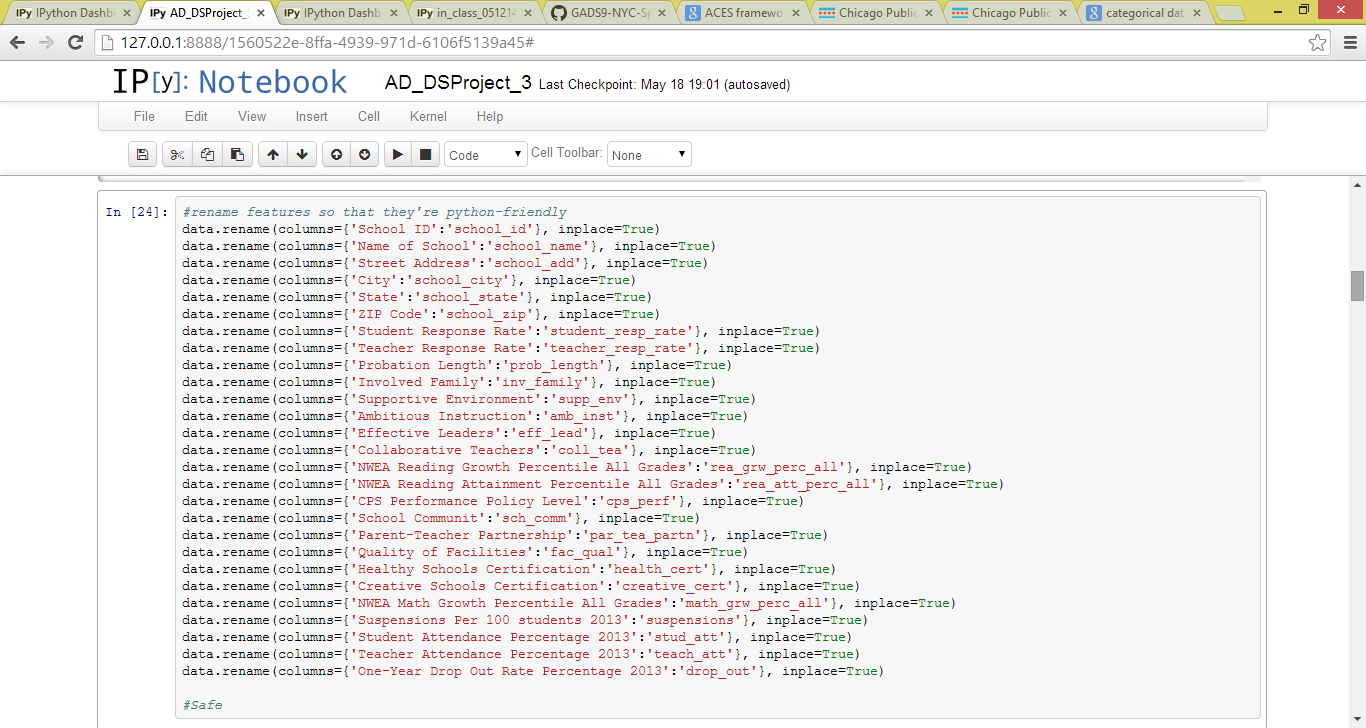 IPy IPython Dashb
IPy AD_DSProject_
IPy IPython Dashb
IPy in_class_051214
GADS9-NYC-Sp
8 ACES framewo
Chicago Public
Chicago Public
8 categorical dat
127.0.0.1:8888/1560522e-8ffa-4939-971d-6106f5139a45#
IP[y]: Notebook
AD_DSProject_3 Last Checkpoint: May 18 19:01 (autosaved)
File Edit View Insert Cell Kernel Help
Code Cell Toolbar: None
In [24]:
#rename features so that they're python-friendly
data.rename(columns={'School ID':'school_id'}, inplace=True)
data.rename(columns={'Name of School':'school_name'}, inplace=True)
data.rename(columns={'Street Address':'school_add'}, inplace=True)
data.rename(columns={'City':'school_city'}, inplace=True)
data.rename(columns={'State':'school_state'}, inplace=True)
data.rename(columns={'ZIP Code':'school_zip'}, inplace=True)
data.rename(columns={'Student Response Rate':'student_resp_rate'}, inplace=True)
data.rename(columns={'Teacher Response Rate':'teacher_resp_rate'}, inplace=True)
data.rename(columns={'Probation Length':'prob_length'}, inplace=True)
data.rename(columns={'Involved Family':'inv_family'}, inplace=True)
data.rename(columns={'Supportive Environment':'supp_env'}, inplace=True)
data.rename(columns={'Ambitious Instruction':'amb_inst'}, inplace=True)
data.rename(columns={'Effective Leaders':'eff_lead'}, inplace=True)
data.rename(columns={'Collaborative Teachers':'coll_tea'}, inplace=True)
data.rename(columns={'NWEA Reading Growth Percentile All Grades':'rea_grw_perc_all'}, inplace=True)
data.rename(columns={'NWEA Reading Attainment Percentile All Grades':'rea_att_perc_all'}, inplace=True)
data.rename(columns={'CPS Performance Policy Level':'cps_perf'}, inplace=True)
data.rename(columns={'School Communit':'sch_comm'}, inplace=True)
data.rename(columns={'Parent-Teacher Partnership':'par_tea_partn'}, inplace=True)
data.rename(columns={'Quality of Facilities':'fac_qual'}, inplace=True)
data.rename(columns={'Healthy Schools Certification':'health_cert'}, inplace=True)
data.rename(columns={'Creative Schools Certification':'creative_cert'}, inplace=True)
data.rename(columns={'NWEA Math Growth Percentile All Grades':'math_grw_perc_all'}, inplace=True)
data.rename(columns={'Suspensions Per 100 students 2013':'suspensions'}, inplace=True)
data.rename(columns={'Student Attendance Percentage 2013':'stud_att'}, inplace=True)
data.rename(columns={'Teacher Attendance Percentage 2013':'teach_att'}, inplace=True)
data.rename(columns={'One-Year Drop Out Rate Percentage 2013':'drop_out'}, inplace=True)
#Safe